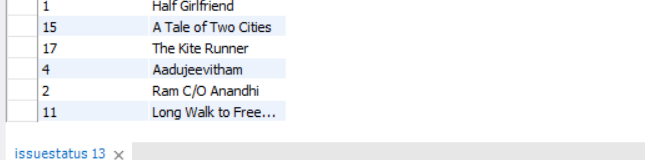 1 Half Girlfriend
15 A Tale of Two Cities
17 The Kite Runner
4 Aadujeevitham
2 Ram C/O Anandhi
11 Long Walk to Free...
issuestatus 13 ×